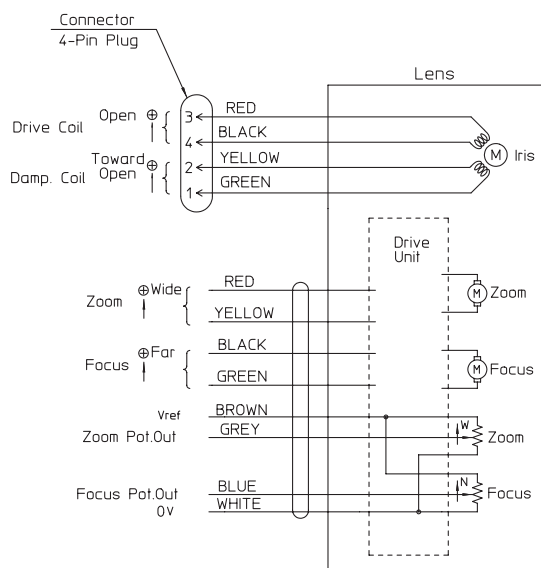 Connector
4-Pin Plug
Lens
Drive Coil
Open ⊕
3
RED
4
BLACK
Damp. Coil
Toward
Open ⊕
2
YELLOW
1
GREEN
M
Iris
Drive
Unit
Zoom
⊕Wide
RED
YELLOW
M
Zoom
Focus
⊕Far
BLACK
GREEN
M
Focus
Vref
BROWN
Zoom Pot.Out
GREY
W
Zoom
Focus Pot.Out
BLUE
N
Focus
0V
WHITE